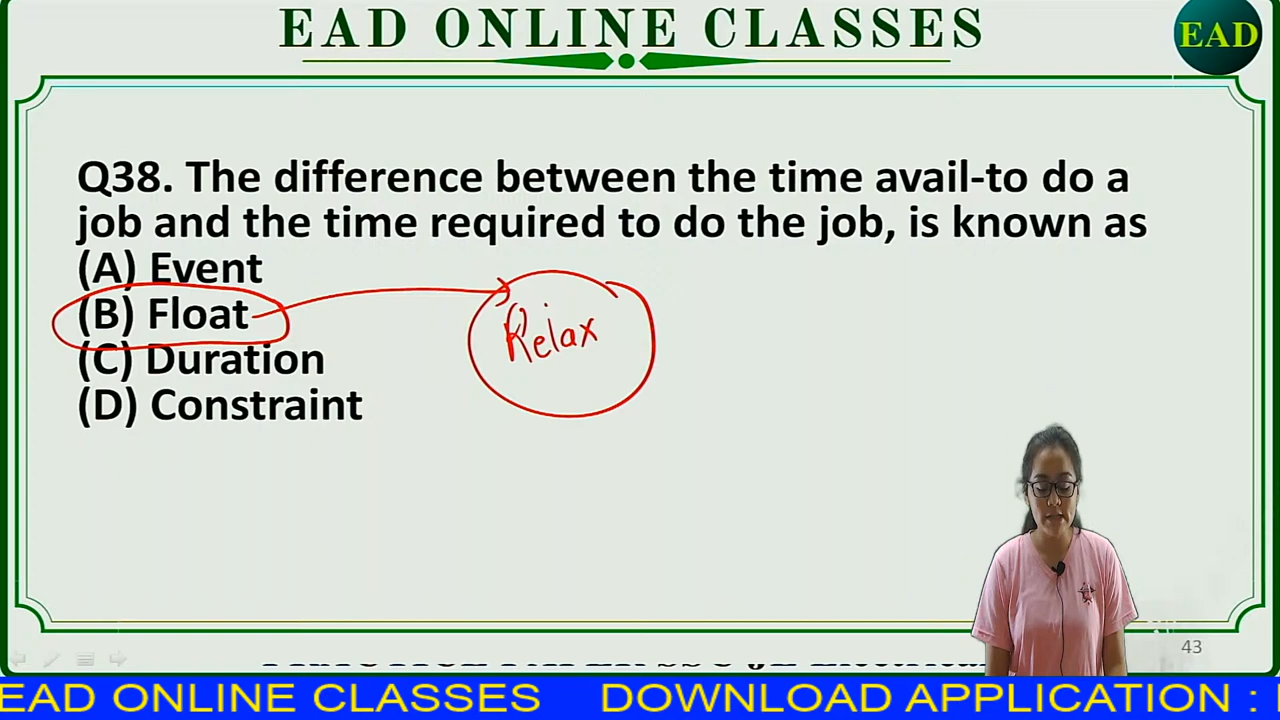 EAD ONLINE CLASSES
EAD
Q38. The difference between the time avail-to do a
job and the time required to do the job, is known as
(A) Event
(B) Float
Relax
(C) Duration
(D) Constraint
43
EAD ONLINE CLASSES DOWNLOAD APPLICATION :